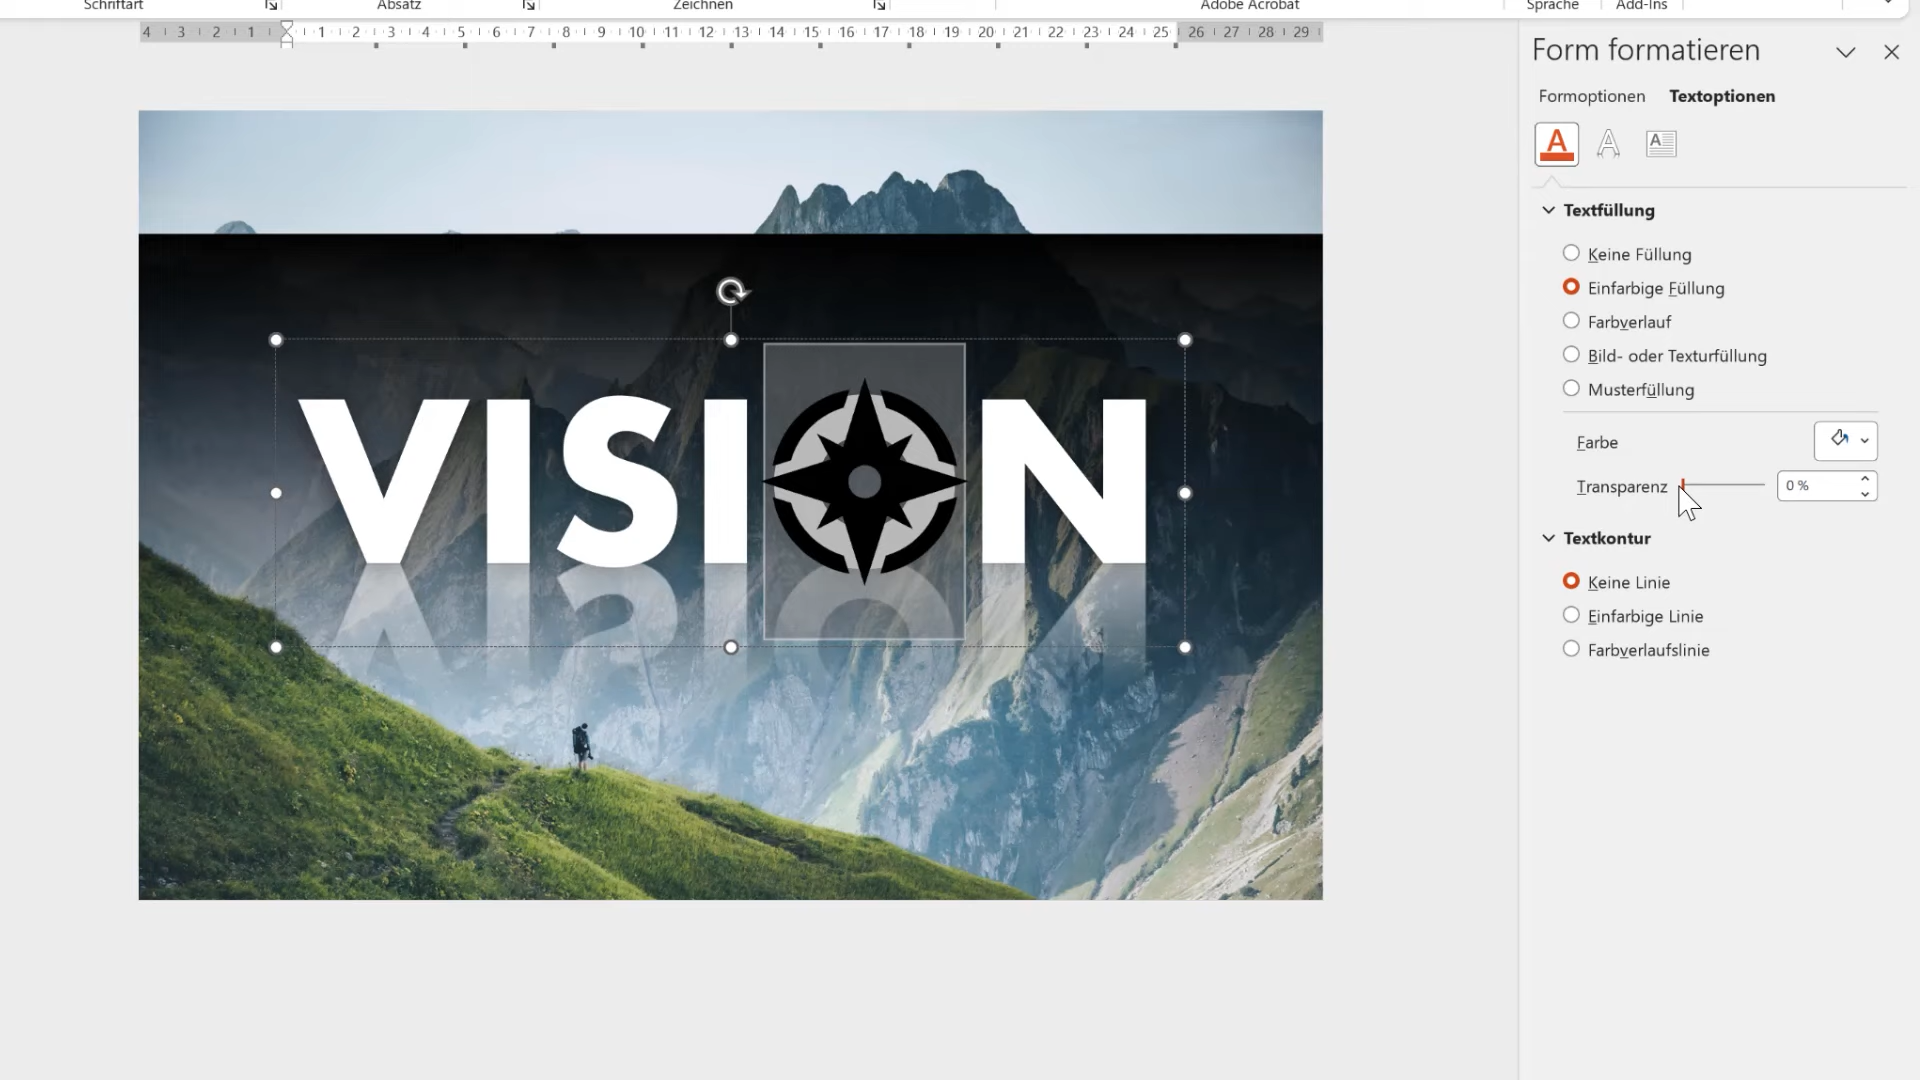 Schriftart Absatz Zeichnen Adobe Acrobat Sprache Add-Ins
4 3 2 1 1 2 3 4 5 6 7 8 9 10 11 12 13 14 15 16 17 18 19 20 21 22 23 24 25 26 27 28 29
Form formatieren
Formoptionen Textoptionen
A A A
Textfüllung
Keine Füllung
Einfarbige Füllung
Farbverlauf
Bild- oder Texturfüllung
Musterfüllung
Farbe
Transparenz 0 %
Textkontur
Keine Linie
Einfarbige Linie
Farbverlaufslinie
VISION